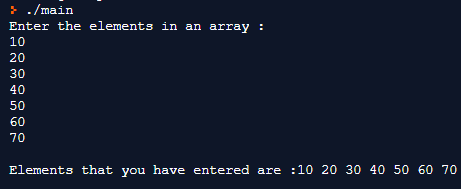 > ./main
Enter the elements in an array :
10
20
30
40
50
60
70
Elements that you have entered are :10 20 30 40 50 60 70